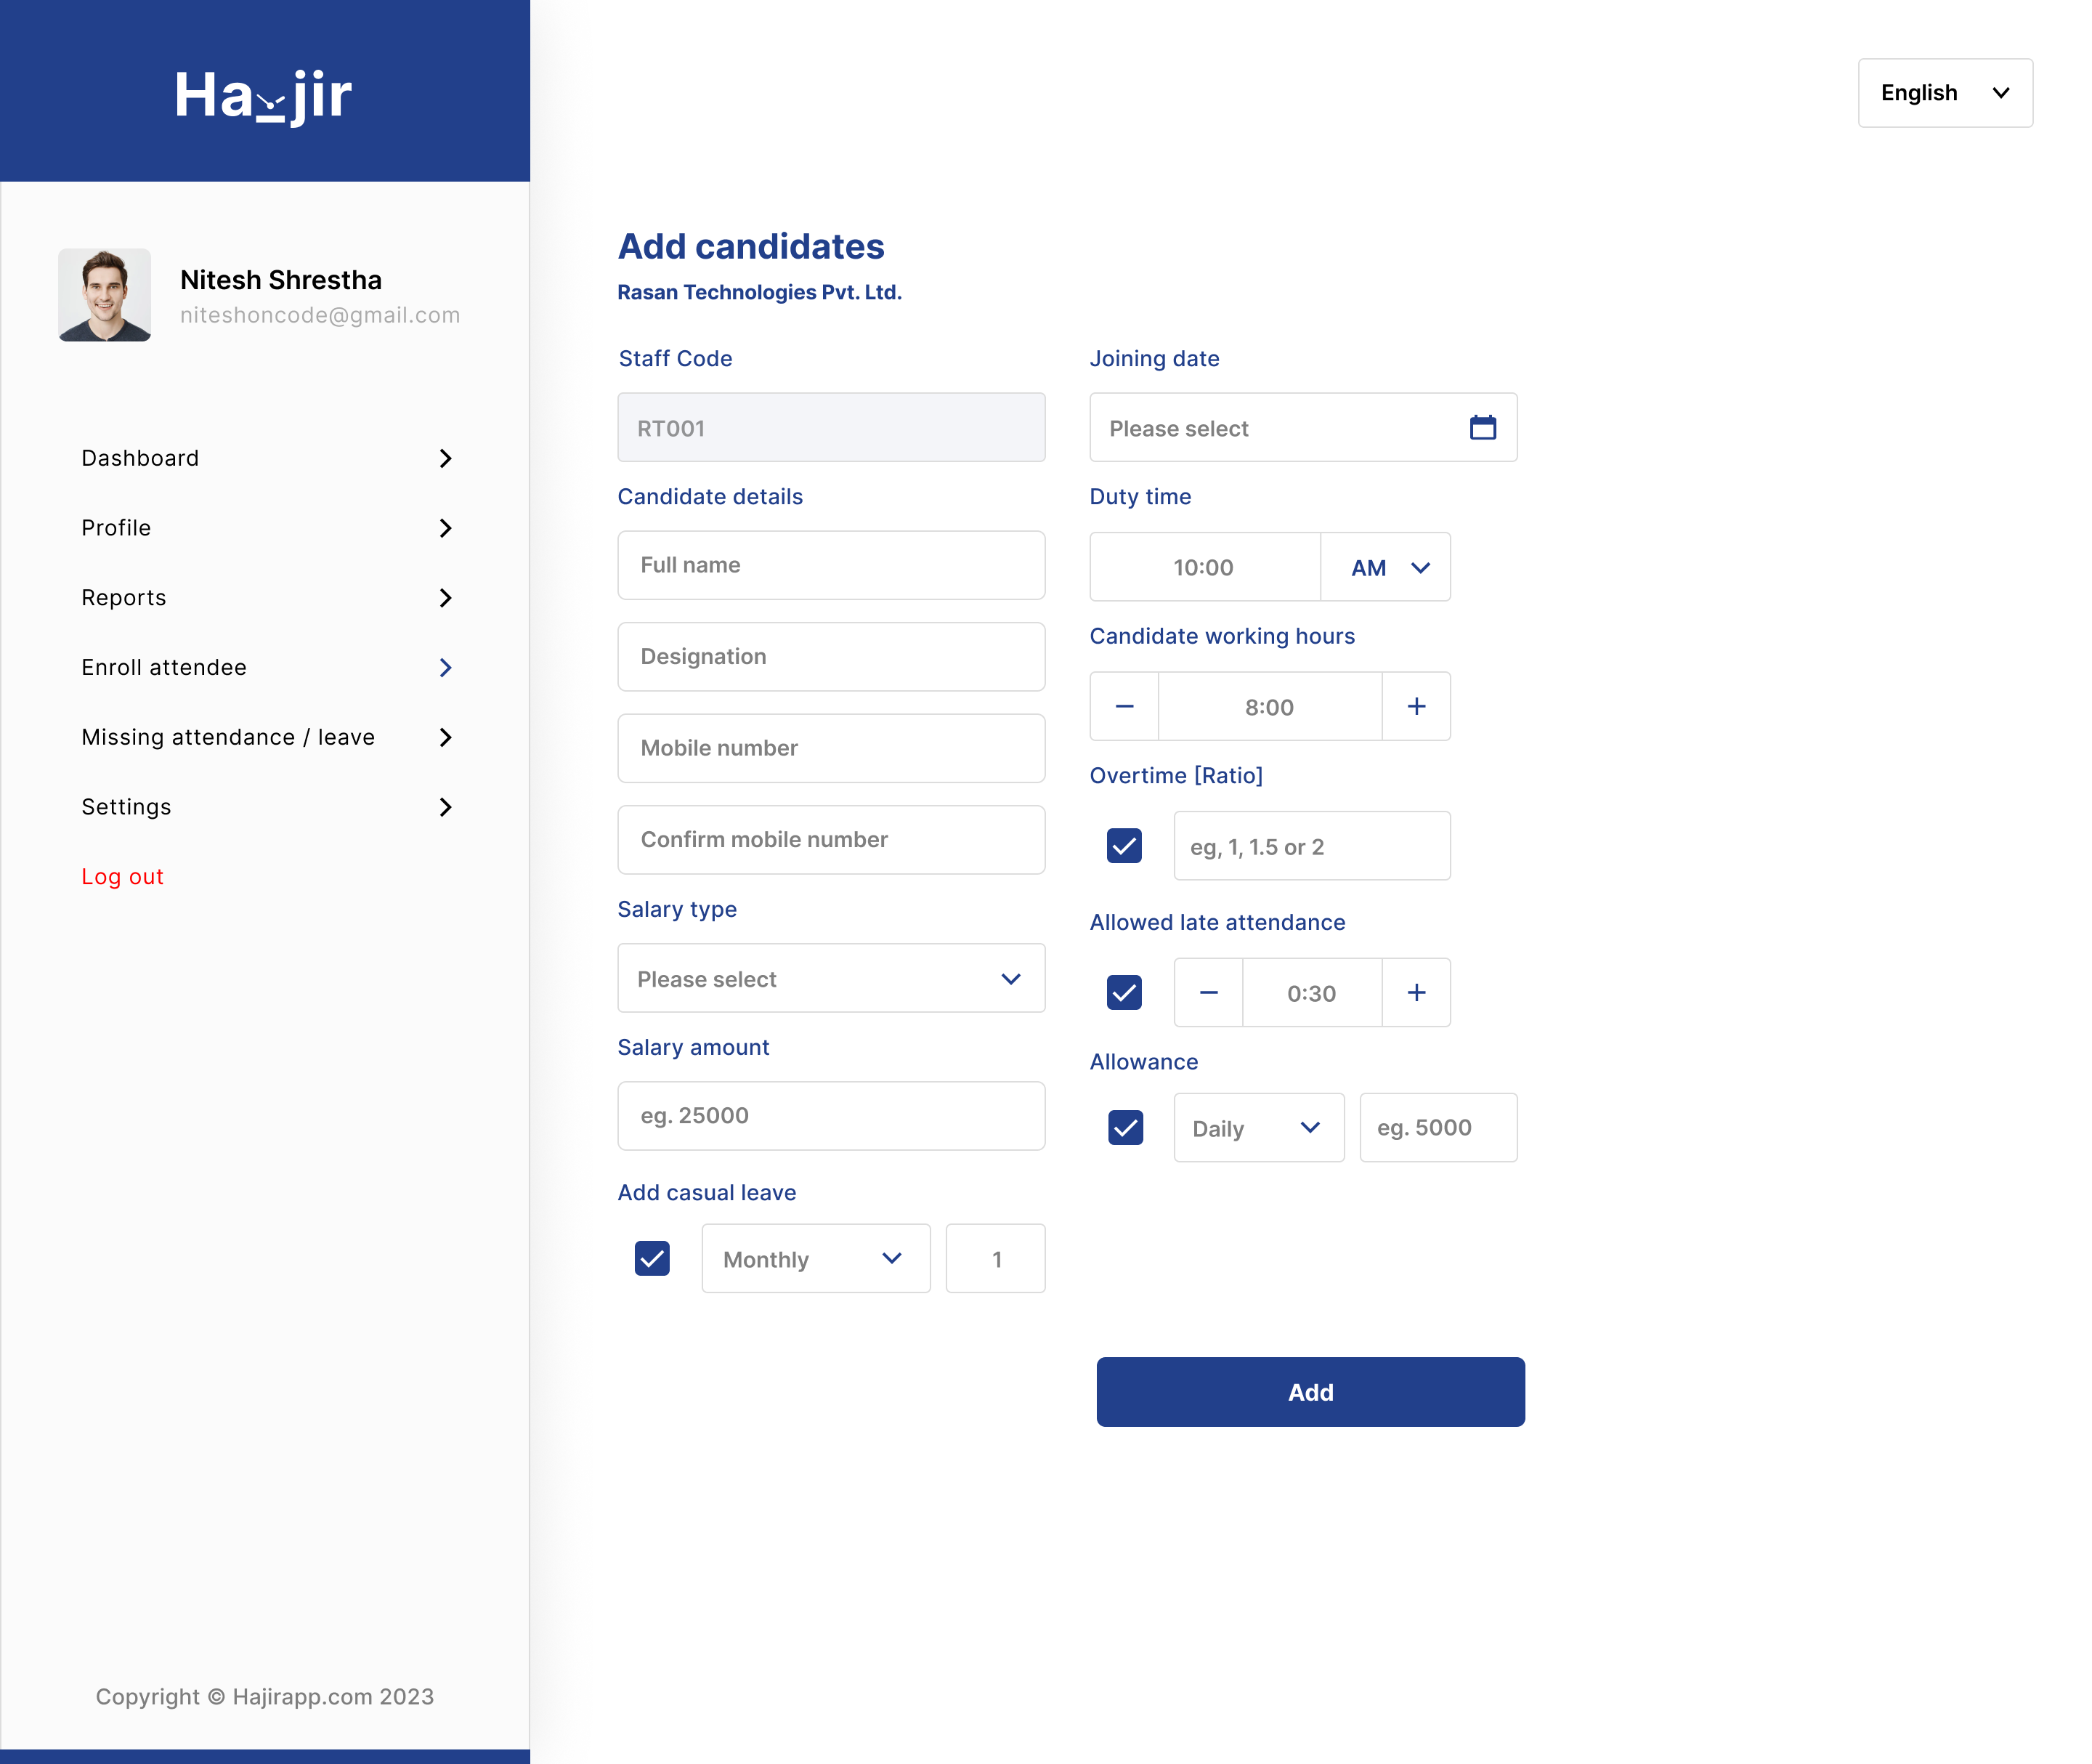 Hajir
English
Nitesh Shrestha
niteshoncode@gmail.com
Dashboard
Profile
Reports
Enroll attendee
Missing attendance / leave
Settings
Log out
Copyright © Hajirapp.com 2023
Add candidates
Rasan Technologies Pvt. Ltd.
Staff Code
RT001
Candidate details
Full name
Designation
Mobile number
Confirm mobile number
Salary type
Please select
Salary amount
eg. 25000
Add casual leave
Monthly 1
Joining date
Please select
Duty time
10:00 AM
Candidate working hours
8:00
Overtime [Ratio]
eg, 1, 1.5 or 2
Allowed late attendance
0:30
Allowance
Daily eg. 5000
Add